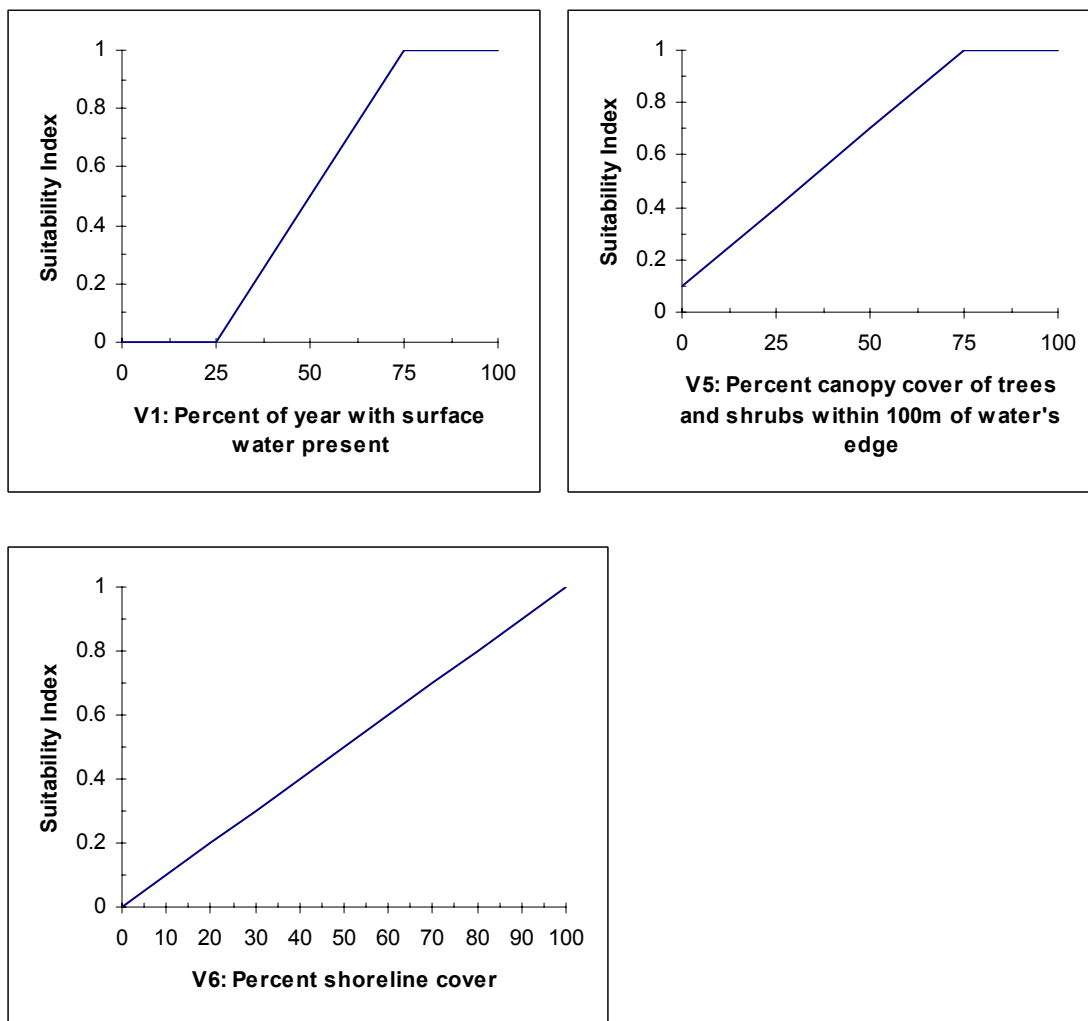 Suitability Index
1
0.8
0.6
0.4
0.2
0
0 25 50 75 100
V1: Percent of year with surface
water present
Suitability Index
1
0.8
0.6
0.4
0.2
0
0 25 50 75 100
V5: Percent canopy cover of trees
and shrubs within 100m of water's
edge
Suitability Index
1
0.8
0.6
0.4
0.2
0
0 10 20 30 40 50 60 70 80 90 100
V6: Percent shoreline cover